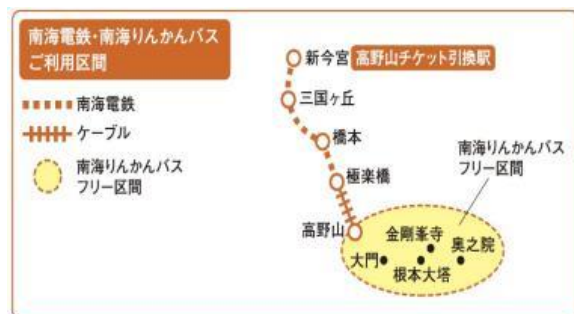 南海電鉄・南海りんかんバス
ご利用区間
南海電鉄
ケーブル
南海りんかんバス
フリー区間
新今宮 高野山チケット引換駅
三国ヶ丘
橋本
極楽橋
高野山
南海りんかんバス
フリー区間
金剛峯寺
奥之院
大門
根本大塔